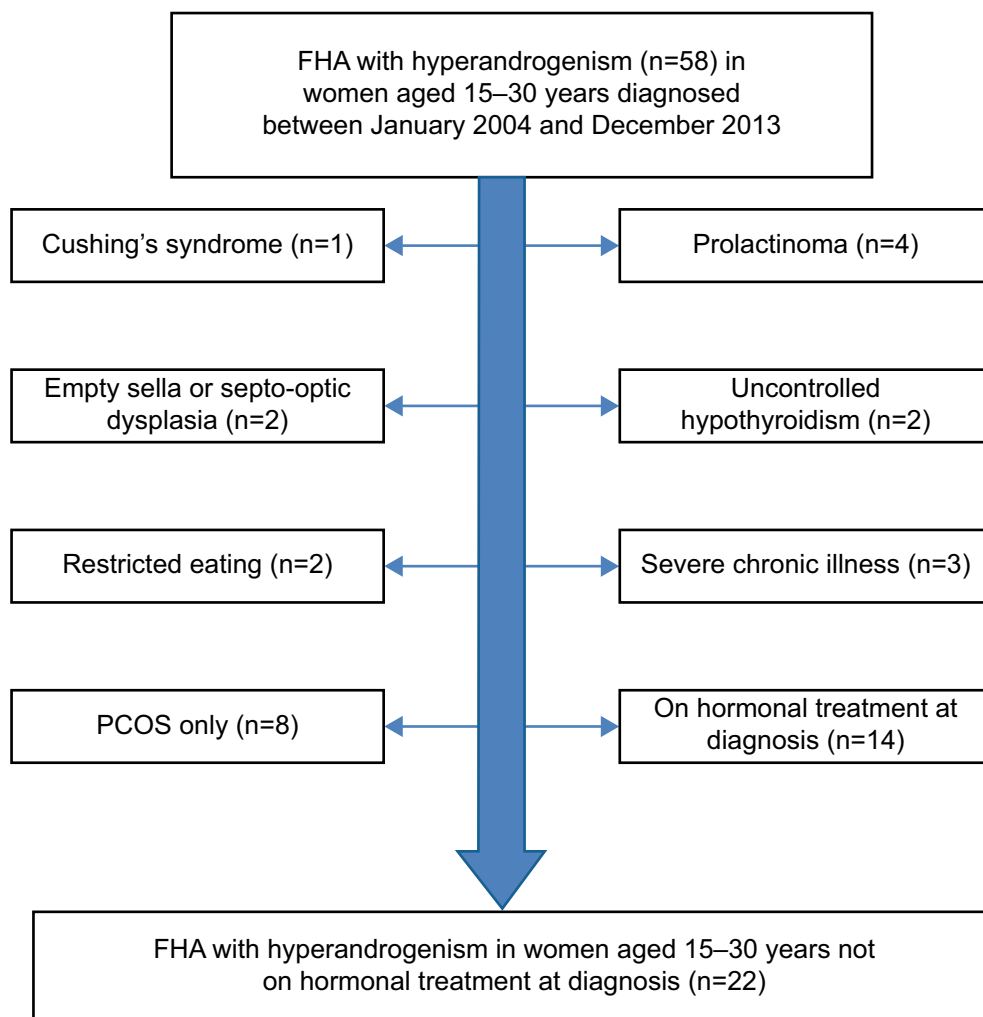 FHA with hyperandrogenism (n=58) in
women aged 15–30 years diagnosed
between January 2004 and December 2013
Cushing's syndrome (n=1)
Prolactinoma (n=4)
Empty sella or septo-optic
dysplasia (n=2)
Uncontrolled
hypothyroidism (n=2)
Restricted eating (n=2)
Severe chronic illness (n=3)
PCOS only (n=8)
On hormonal treatment at
diagnosis (n=14)
FHA with hyperandrogenism in women aged 15–30 years not
on hormonal treatment at diagnosis (n=22)